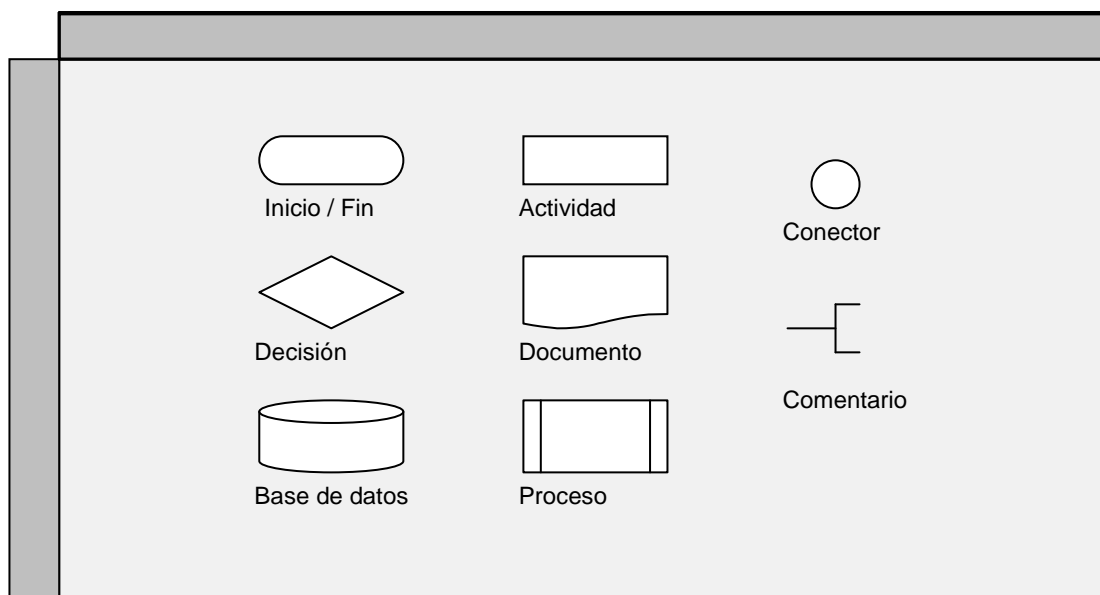 Inicio / Fin
Actividad
Conector
Decisión
Documento
Comentario
Base de datos
Proceso